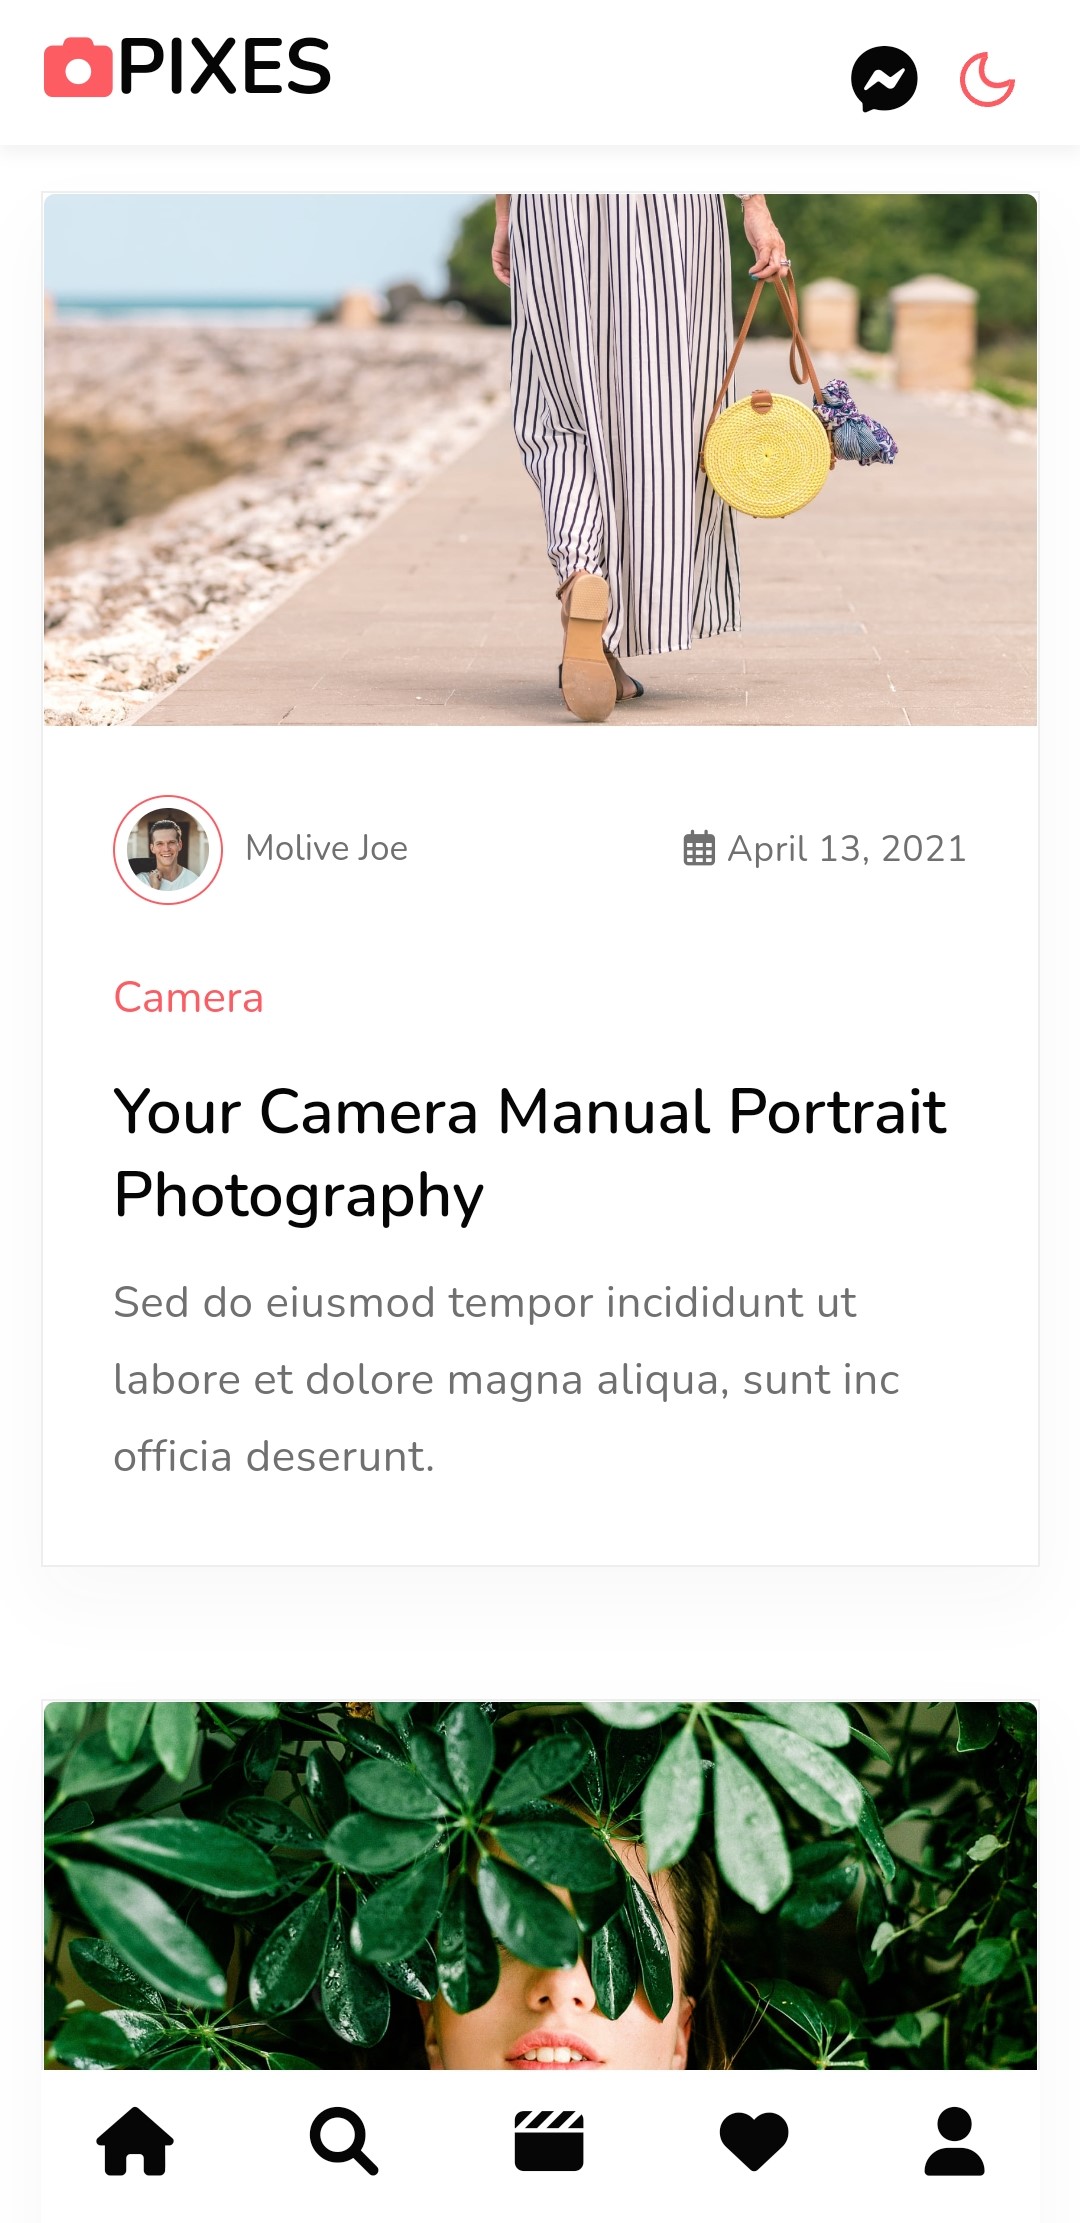 PIXES
Molive Joe
April 13, 2021
Camera
Your Camera Manual Portrait
Photography
Sed do eiusmod tempor incididunt ut
labore et dolore magna aliqua, sunt inc
officia deserunt.